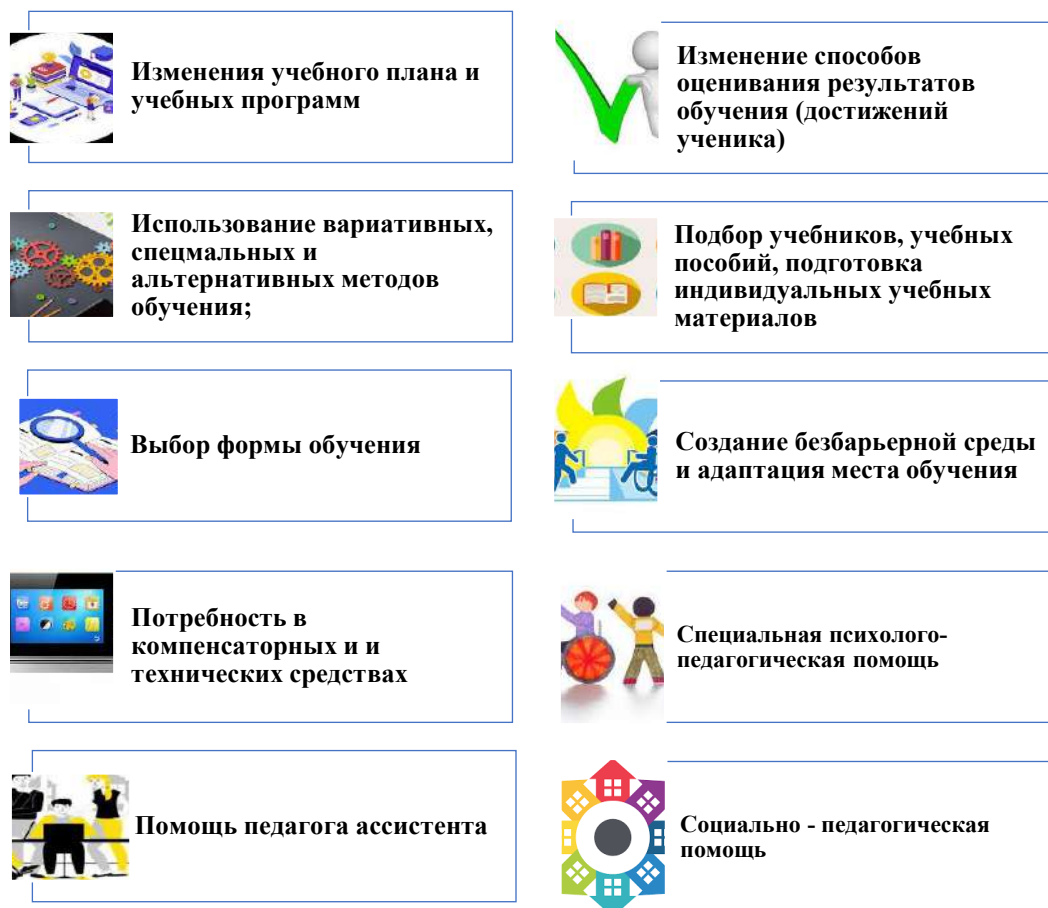 Изменения учебного плана и
учебных программ
Изменение способов
оценивания результатов
обучения (достижений
ученика)
Использование вариативных,
спецмальных и
альтернативных методов
обучения;
Подбор учебников, учебных
пособий, подготовка
индивидуальных учебных
материалов
Выбор формы обучения
Создание безбарьерной среды
и адаптация места обучения
Потребность в
компенсаторных и и
технических средствах
Специальная психолого-
педагогическая помощь
Помощь педагога ассистента
Социально - педагогическая
помощь